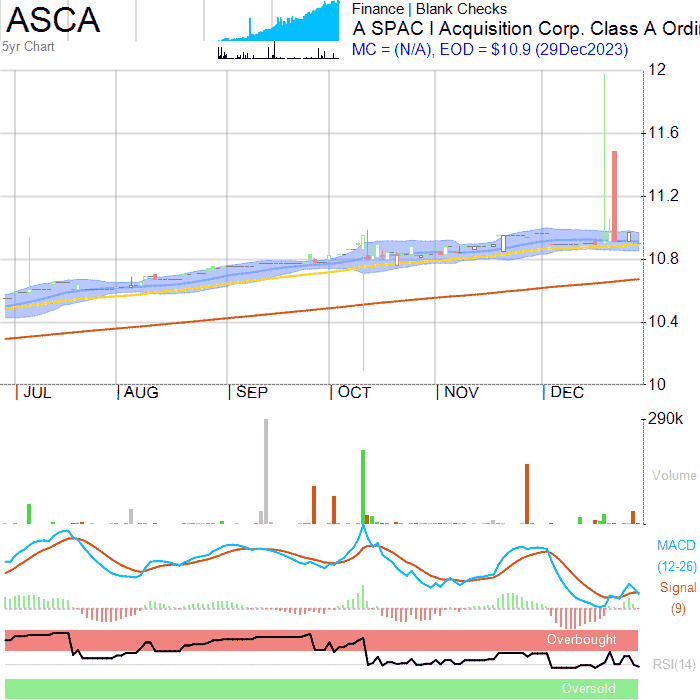 ASCA
5yr Chart
Finance | Blank Checks
A SPAC I Acquisition Corp. Class A Ordi
MC = (N/A), EOD = $10.9 (29Dec2023)
12
11.6
11.2
10.8
10.4
10
JUL AUG SEP OCT NOV DEC
290k
Volume
MACD
(12-26)
Signal
(9)
Overbought
RSI(14)
Oversold